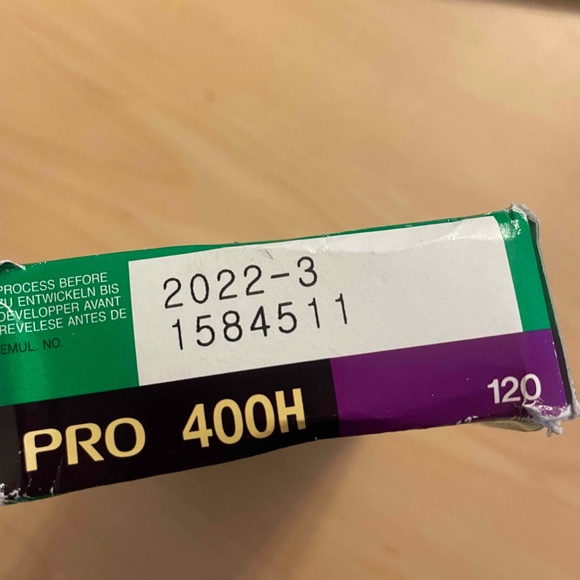 PROCESS BEFORE
ZU ENTWICKELN BIS
DEVELOPPER AVANT
REVELESE ANTES DE
EMUL. NO.
2022-3
1584511
PRO 400H
120